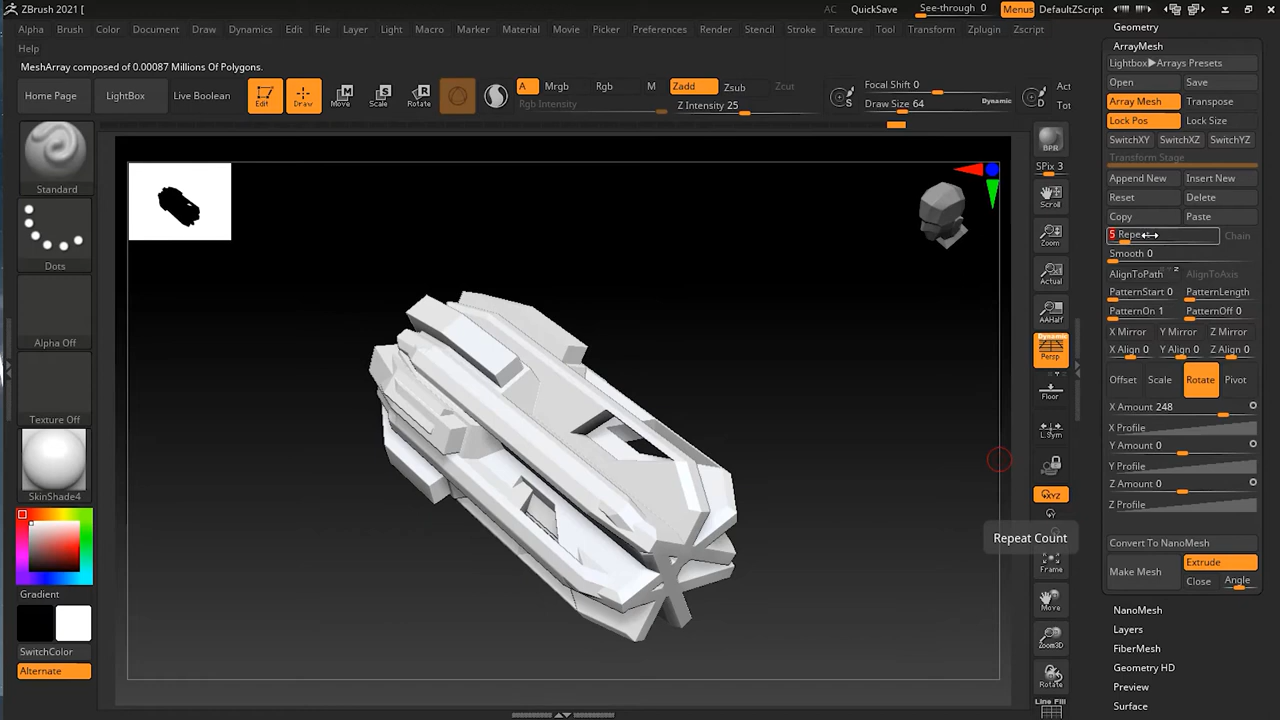 ZBrush 2021 [
AC QuickSave See-through 0 Menus DefaultZScript
Alpha Brush Color Document Draw Dynamics Edit File Layer Light Macro Marker Material Movie Picker Preferences Render Stencil Stroke Texture Tool Transform Zplugin Zscript
Help
MeshArray composed of 0.00087 Millions Of Polygons.
Home Page
LightBox
Live Boolean
Edit
Draw
Move
Scale
Rotate
A
Mrgb
Rgb
M
Rgb Intensity
Zadd
Zsub
Zcut
Z Intensity 25
S
Focal Shift 0
Draw Size 64
Dynamic
D
Act
Tot
Standard
Dots
Alpha Off
Texture Off
SkinShade4
Gradient
SwitchColor
Alternate
BPR
SPix 3
Scroll
Zoom
Actual
AAHalf
Dynamic
Persp
Floor
L.Sym
XYZ
Frame
Move
Zoom3D
Rotate
Line Fill
Repeat Count
Geometry
ArrayMesh
Lightbox▶Arrays Presets
Open Save
Array Mesh Transpose
Lock Pos Lock Size
SwitchXY SwitchXZ SwitchYZ
Transform Stage
Append New Insert New
Reset Delete
Copy Paste
5 Repeat Chain
Smooth 0
AlignToPath AlignToAxis
PatternStart 0 PatternLength
PatternOn 1 PatternOff 0
X Mirror Y Mirror Z Mirror
X Align 0 Y Align 0 Z Align 0
Offset Scale Rotate Pivot
X Amount 248
X Profile
Y Amount 0
Y Profile
Z Amount 0
Z Profile
Convert To NanoMesh
Make Mesh
Extrude
Close Angle
NanoMesh
Layers
FiberMesh
Geometry HD
Preview
Surface